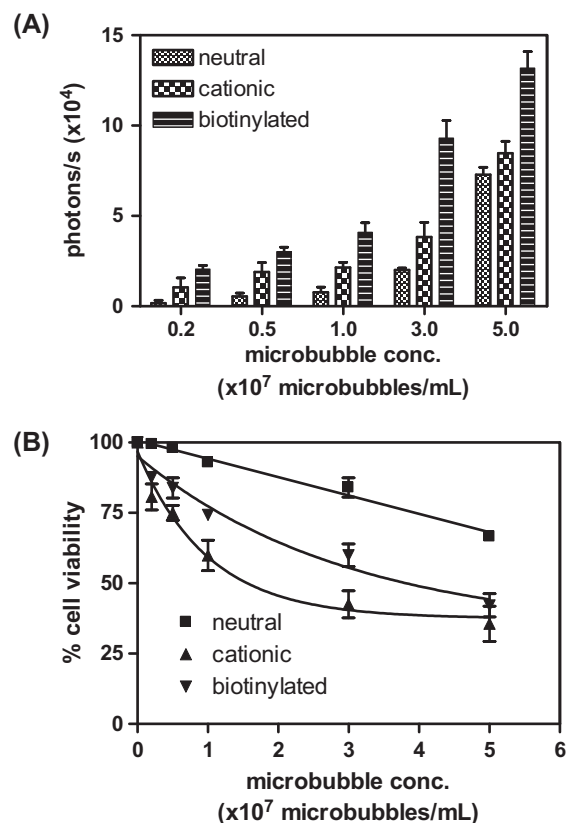 (A)
15
10
5
0
photons/s (x10⁴)
neutral
cationic
biotinylated
0.2 0.5 1.0 3.0 5.0
microbubble conc.
(x10⁷ microbubbles/mL)
(B)
100
75
50
25
0
% cell viability
neutral
cationic
biotinylated
0 1 2 3 4 5 6
microbubble conc.
(x10⁷ microbubbles/mL)